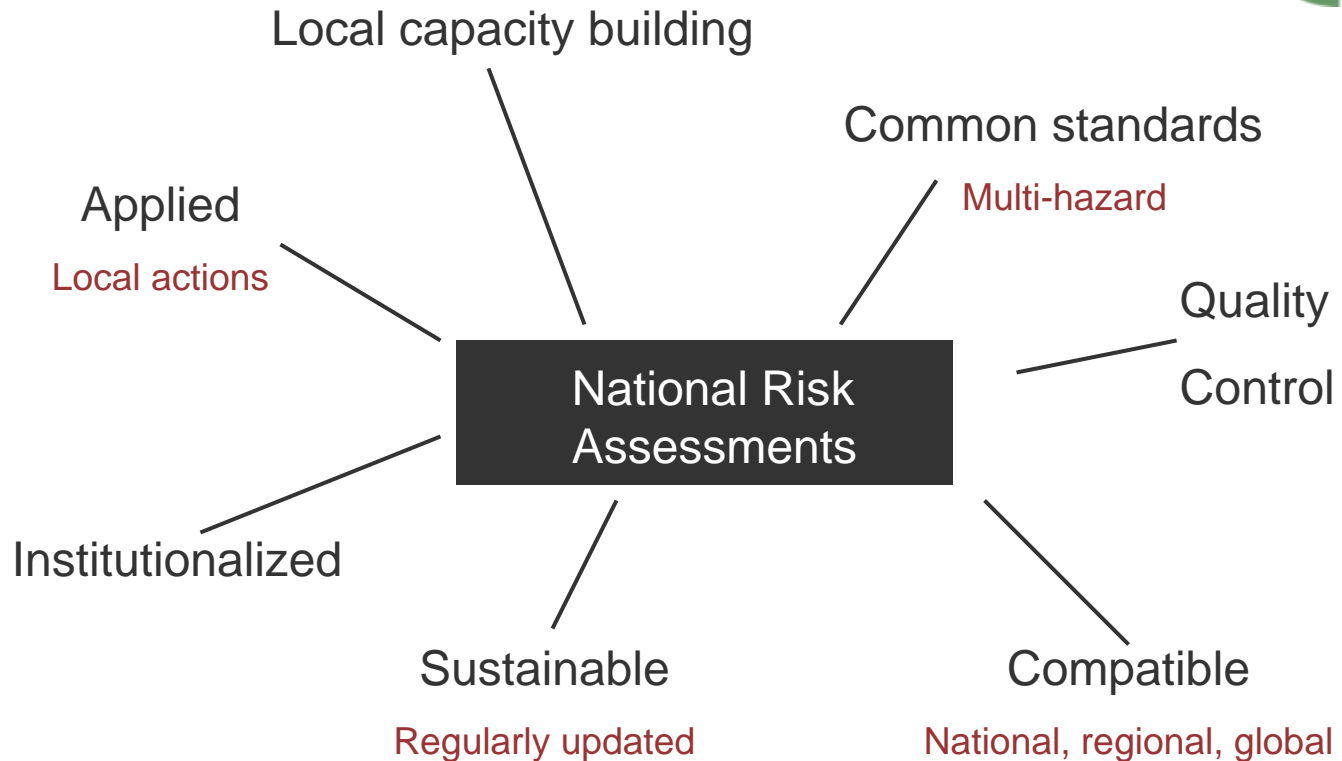 Local capacity building
Common standards
Multi-hazard
Applied
Local actions
Quality
Control
National Risk
Assessments
Institutionalized
Sustainable
Regularly updated
Compatible
National, regional, global